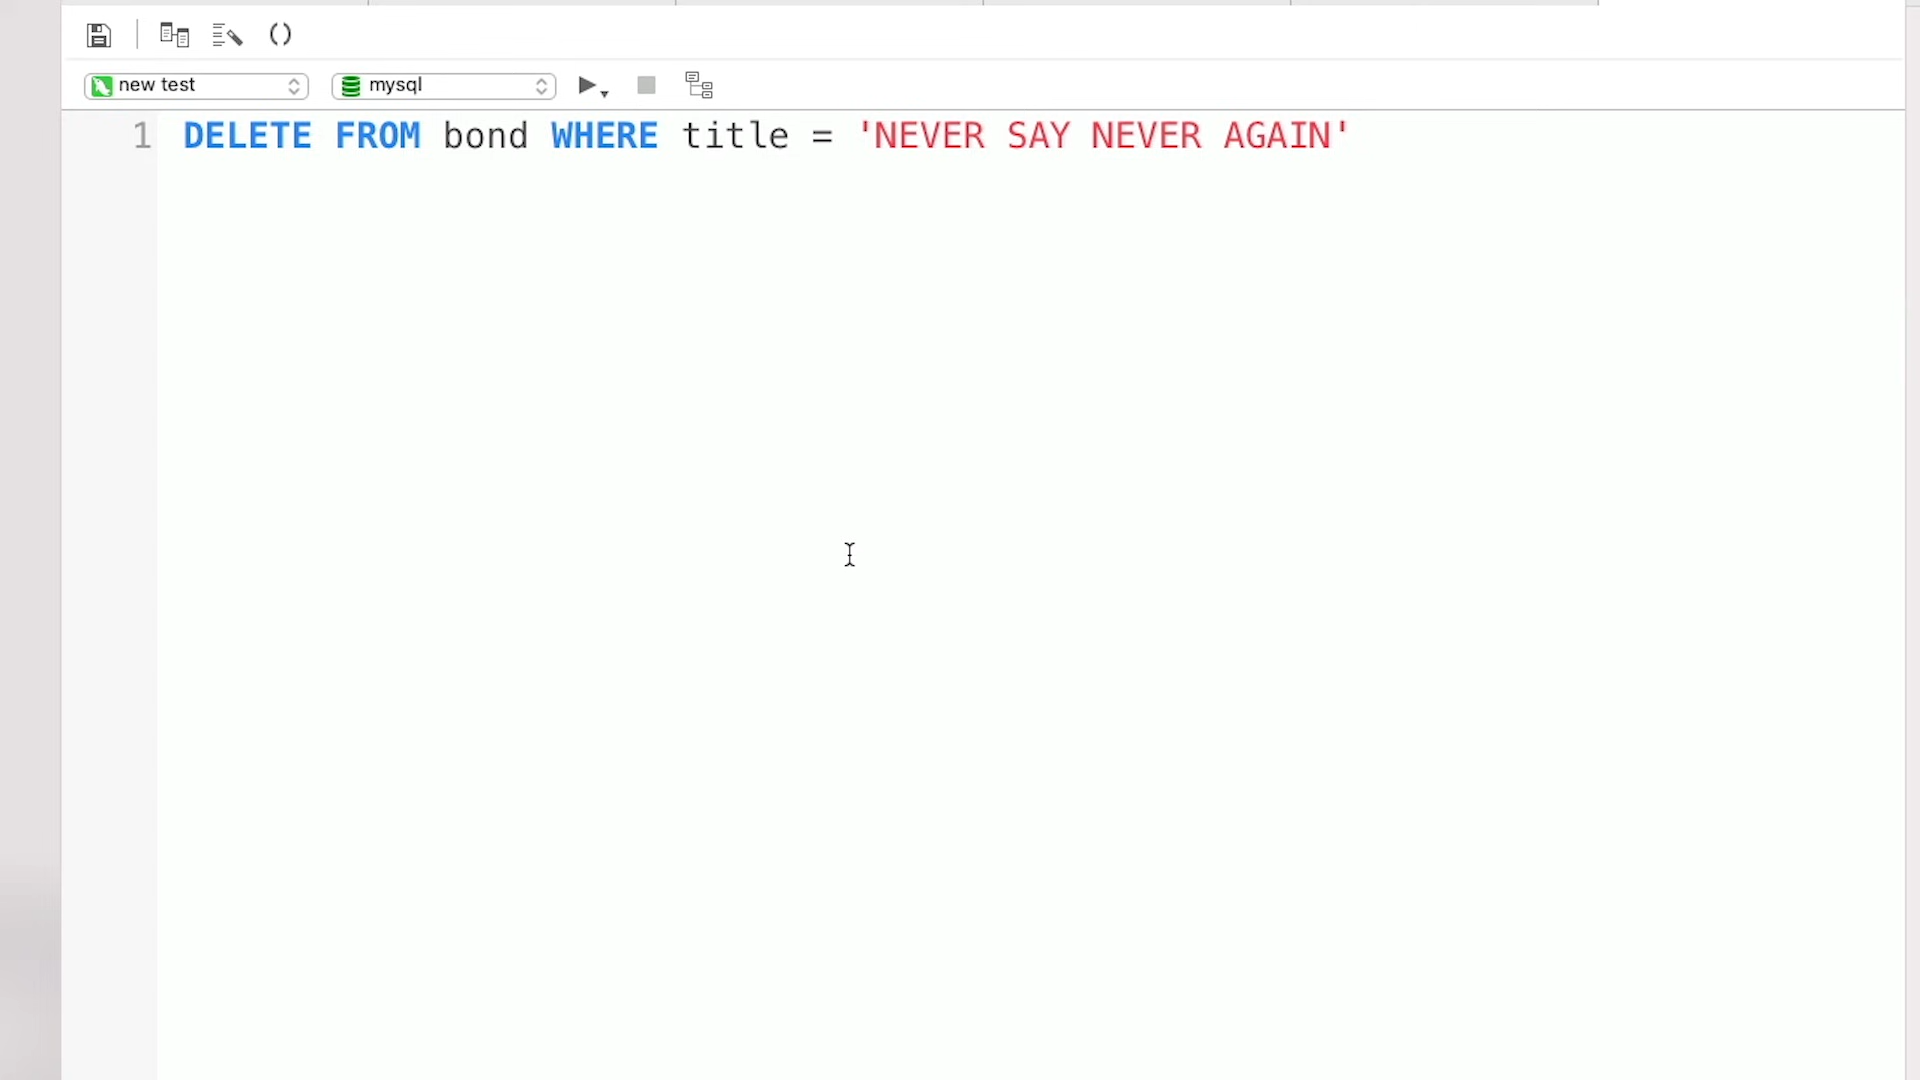 new test mysql
1 DELETE FROM bond WHERE title = 'NEVER SAY NEVER AGAIN'